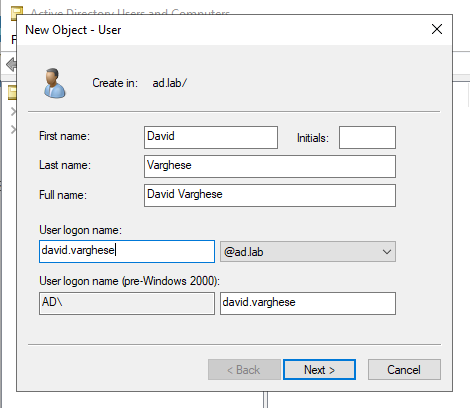 Active Directory Users and Computers
New Object - User
Create in: ad.lab/
First name: David Initials:
Last name: Varghese
Full name: David Varghese
User logon name:
david.varghese @ad.lab
User logon name (pre-Windows 2000):
AD\ david.varghese
< Back Next > Cancel